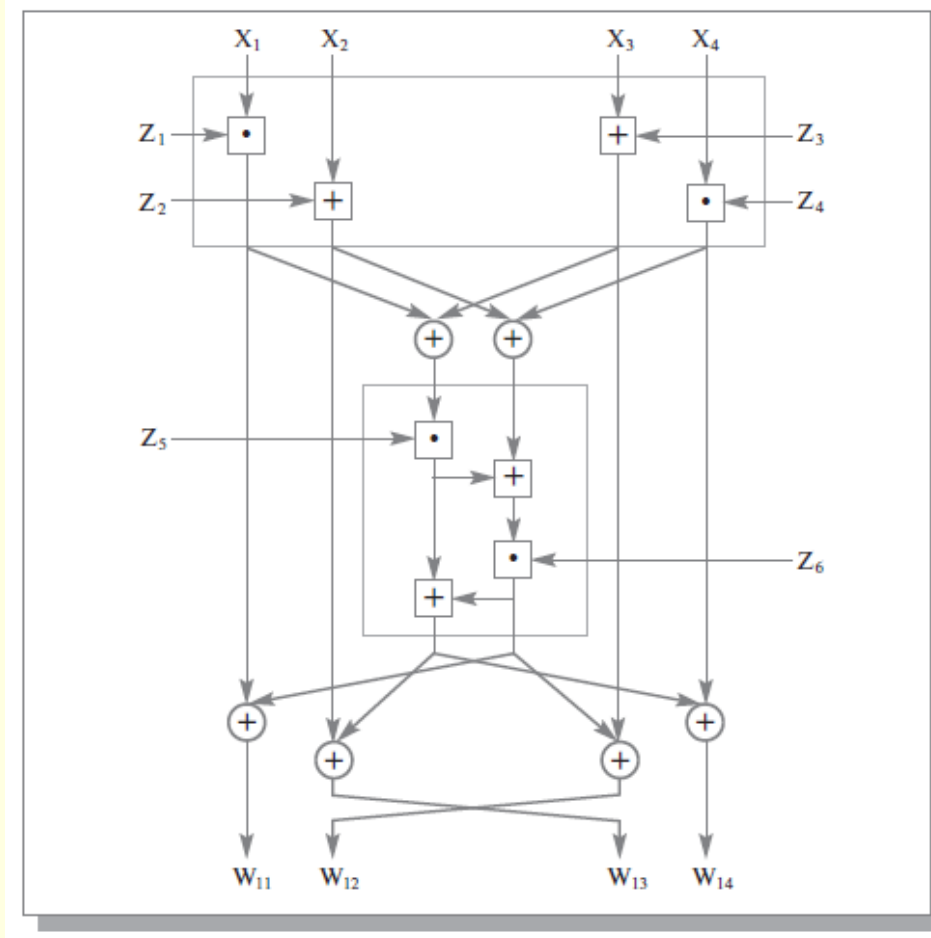 X₁ X₂ X₃ X₄
Z₁ • + Z₃
Z₂ + • Z₄
+ +
Z₅ •
+
• Z₆
+
+ +
+ +
W₁₁ W₁₂ W₁₃ W₁₄